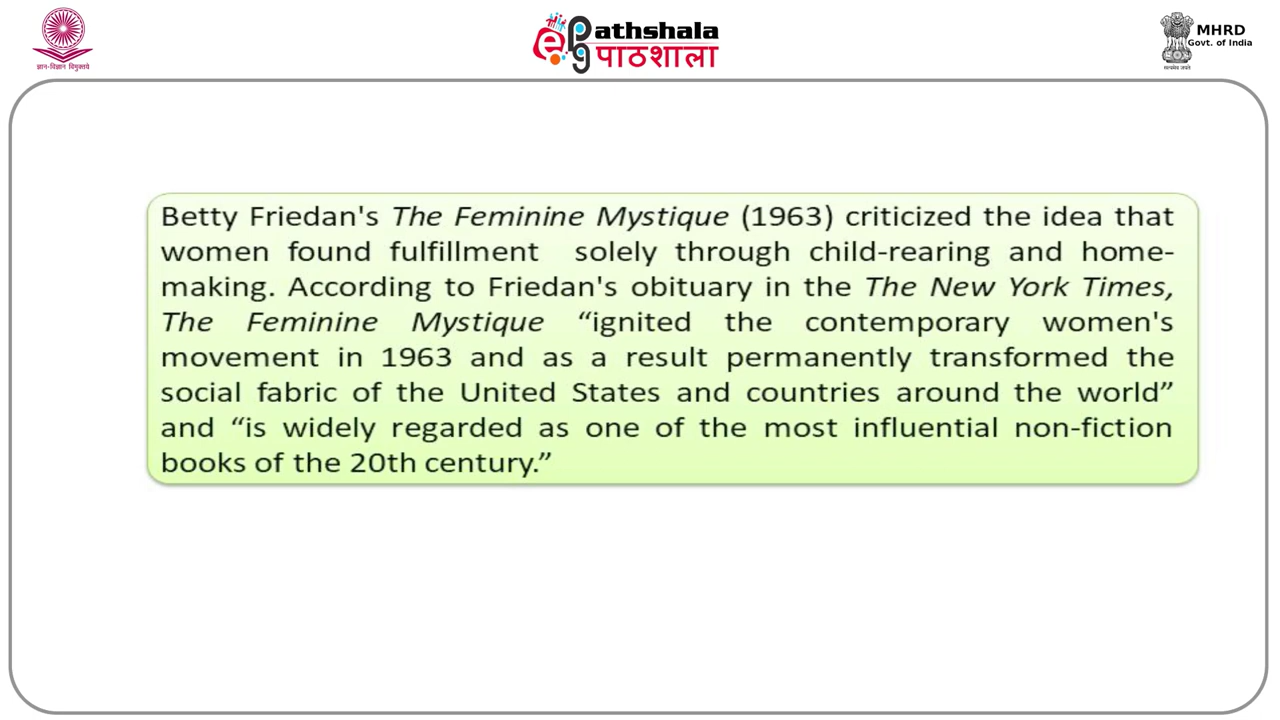 ज्ञान-विज्ञान विमुक्तये
ePathshala
पाठशाला
सत्यमेव जयते
MHRD
Govt. of India
Betty Friedan's The Feminine Mystique (1963) criticized the idea that
women found fulfillment solely through child-rearing and home-
making. According to Friedan's obituary in the The New York Times,
The Feminine Mystique “ignited the contemporary women's
movement in 1963 and as a result permanently transformed the
social fabric of the United States and countries around the world”
and “is widely regarded as one of the most influential non-fiction
books of the 20th century.”